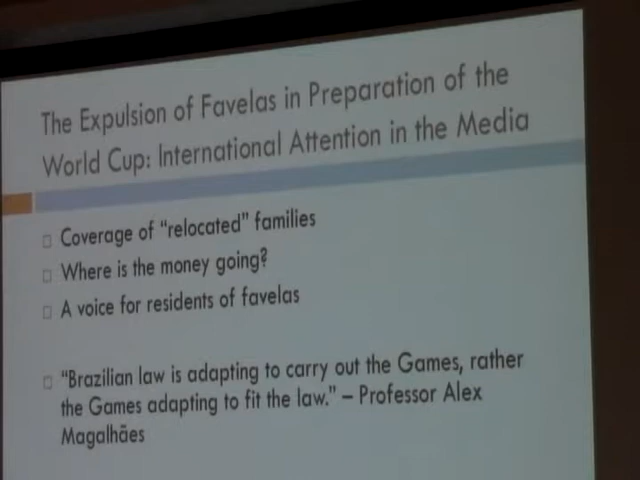 The Expulsion of Favelas in Preparation of the
World Cup: International Attention in the Media
Coverage of “relocated” families
Where is the money going?
A voice for residents of favelas
“Brazilian law is adapting to carry out the Games, rather
the Games adapting to fit the law.” – Professor Alex
Magalhães